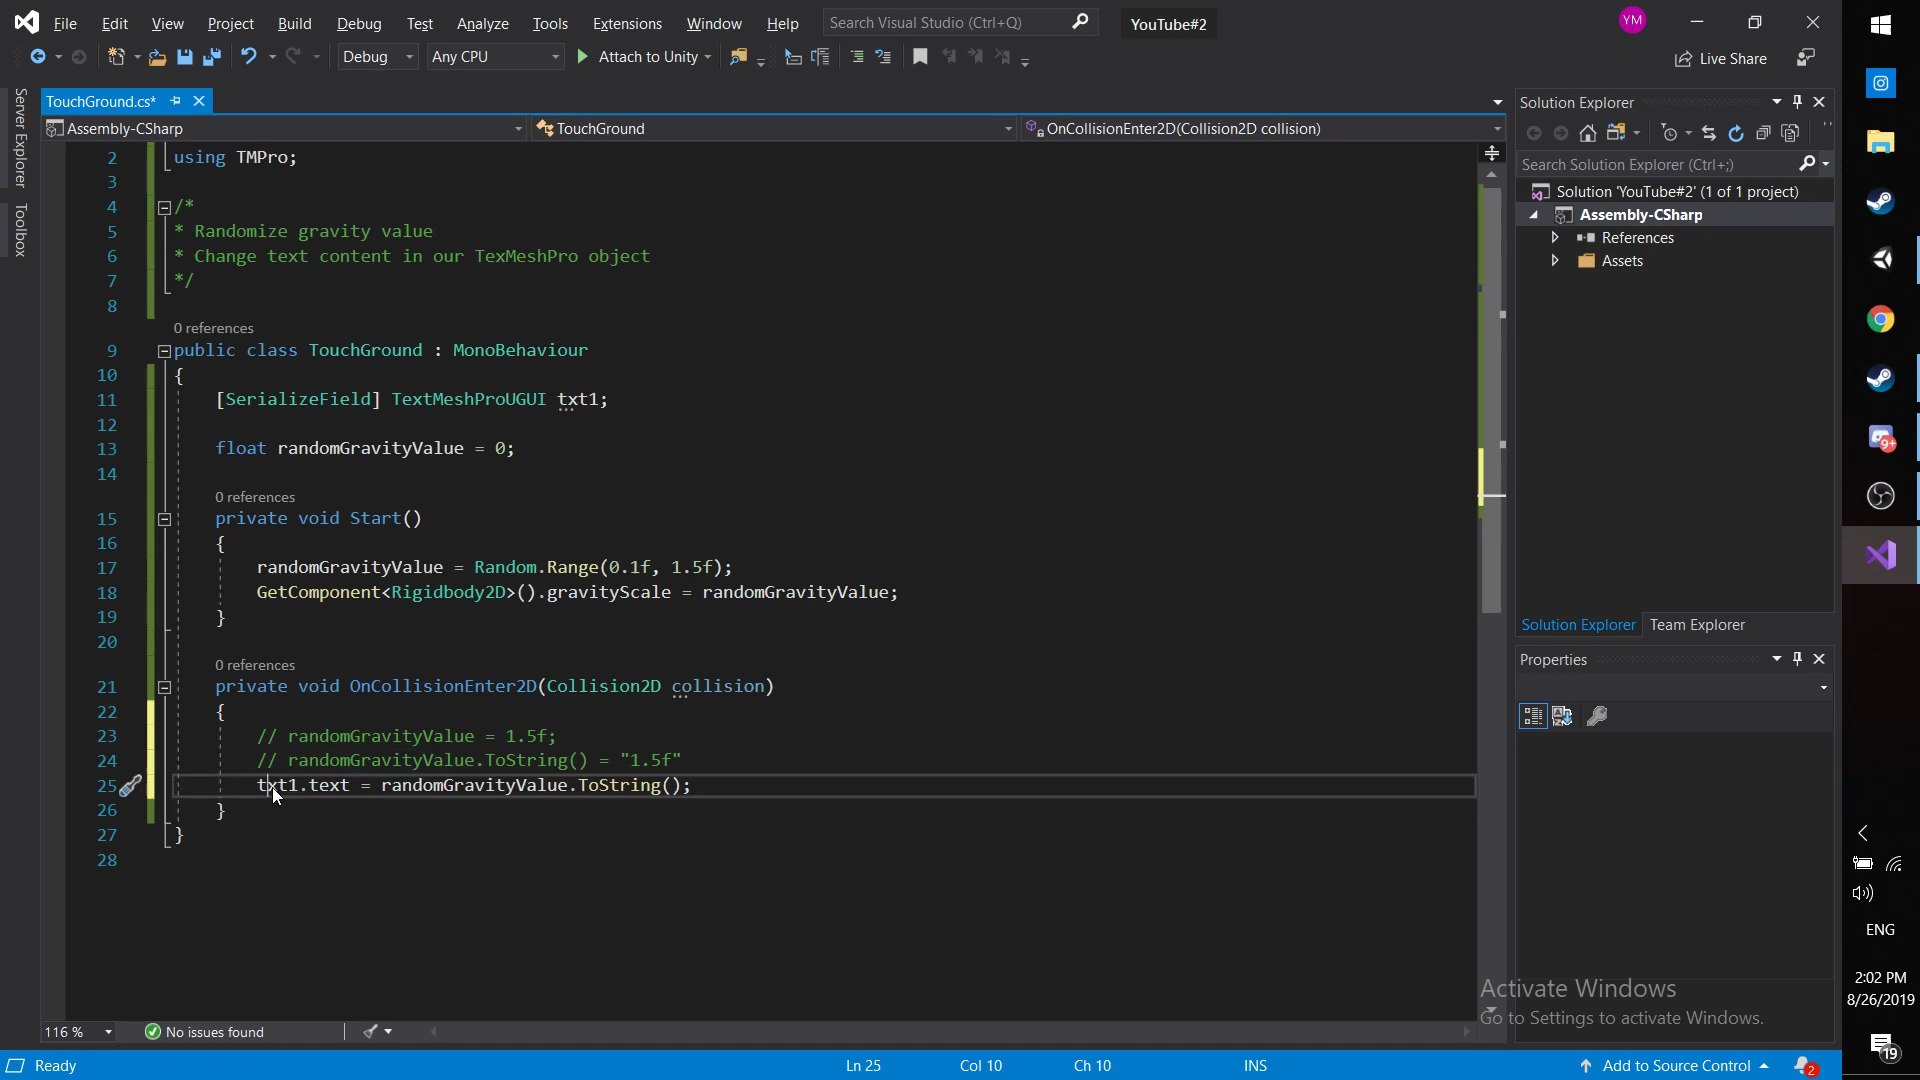 File Edit View Project Build Debug Test Analyze Tools Extensions Window Help Search Visual Studio (Ctrl+Q) YouTube#2 YM
Debug Any CPU Attach to Unity Live Share
Server Explorer
Toolbox
TouchGround.cs*
Assembly-CSharp TouchGround OnCollisionEnter2D(Collision2D collision)
2 using TMPro;
3
4 /*
5 * Randomize gravity value
6 * Change text content in our TexMeshPro object
7 */
8
0 references
9 public class TouchGround : MonoBehaviour
10 {
11 [SerializeField] TextMeshProUGUI txt1;
12
13 float randomGravityValue = 0;
14
0 references
15 private void Start()
16 {
17 randomGravityValue = Random.Range(0.1f, 1.5f);
18 GetComponent<Rigidbody2D>().gravityScale = randomGravityValue;
19 }
20
0 references
21 private void OnCollisionEnter2D(Collision2D collision)
22 {
23 // randomGravityValue = 1.5f;
24 // randomGravityValue.ToString() = "1.5f"
25 txt1.text = randomGravityValue.ToString();
26 }
27 }
28
116 % No issues found
Ready Ln 25 Col 10 Ch 10 INS Add to Source Control 2
Solution Explorer
Search Solution Explorer (Ctrl+;)
Solution 'YouTube#2' (1 of 1 project)
Assembly-CSharp
References
Assets
Solution Explorer Team Explorer
Properties
Activate Windows
Go to Settings to activate Windows.
9+
ENG
2:02 PM
8/26/2019
19